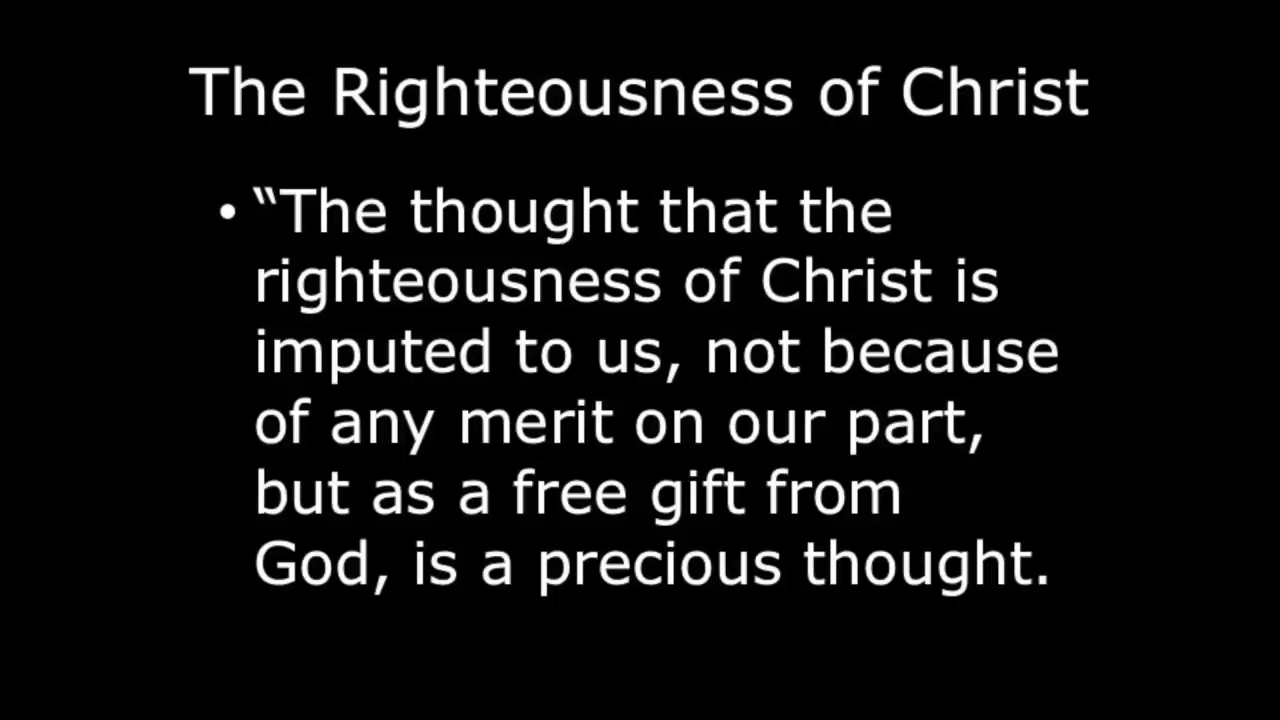 The Righteousness of Christ
• “The thought that the
righteousness of Christ is
imputed to us, not because
of any merit on our part,
but as a free gift from
God, is a precious thought.